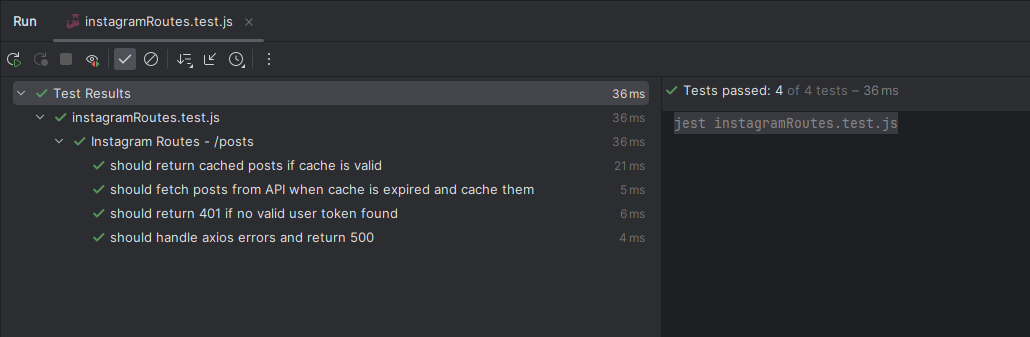 Run instagramRoutes.test.js
Test Results 36 ms
Tests passed: 4 of 4 tests – 36 ms
instagramRoutes.test.js 36 ms
jest instagramRoutes.test.js
Instagram Routes - /posts 36 ms
should return cached posts if cache is valid 21 ms
should fetch posts from API when cache is expired and cache them 5 ms
should return 401 if no valid user token found 6 ms
should handle axios errors and return 500 4 ms